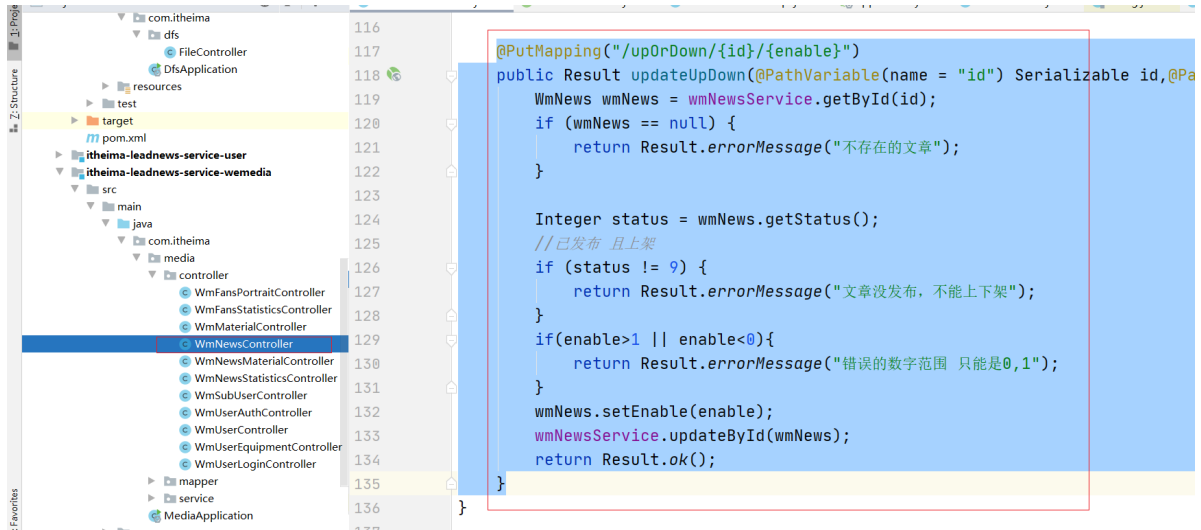 1: Proje
Z: Structure
Favorites
com.itheima
dfs
FileController
DfsApplication
resources
test
target
pom.xml
itheima-leadnews-service-user
itheima-leadnews-service-wemedia
src
main
java
com.itheima
media
controller
WmFansPortraitController
WmFansStatisticsController
WmMaterialController
WmNewsController
WmNewsMaterialController
WmNewsStatisticsController
WmSubUserController
WmUserAuthController
WmUserController
WmUserEquipmentController
WmUserLoginController
mapper
service
MediaApplication
116
117 @PutMapping("/upOrDown/{id}/{enable}")
118 public Result updateUpDown(@PathVariable(name = "id") Serializable id,@Pa
119 WmNews wmNews = wmNewsService.getById(id);
120 if (wmNews == null) {
121 return Result.errorMessage("不存在的文章");
122 }
123
124 Integer status = wmNews.getStatus();
125 //已发布 且上架
126 if (status != 9) {
127 return Result.errorMessage("文章没发布，不能上下架");
128 }
129 if(enable>1 || enable<0){
130 return Result.errorMessage("错误的数字范围 只能是0,1");
131 }
132 wmNews.setEnable(enable);
133 wmNewsService.updateById(wmNews);
134 return Result.ok();
135 }
136 }